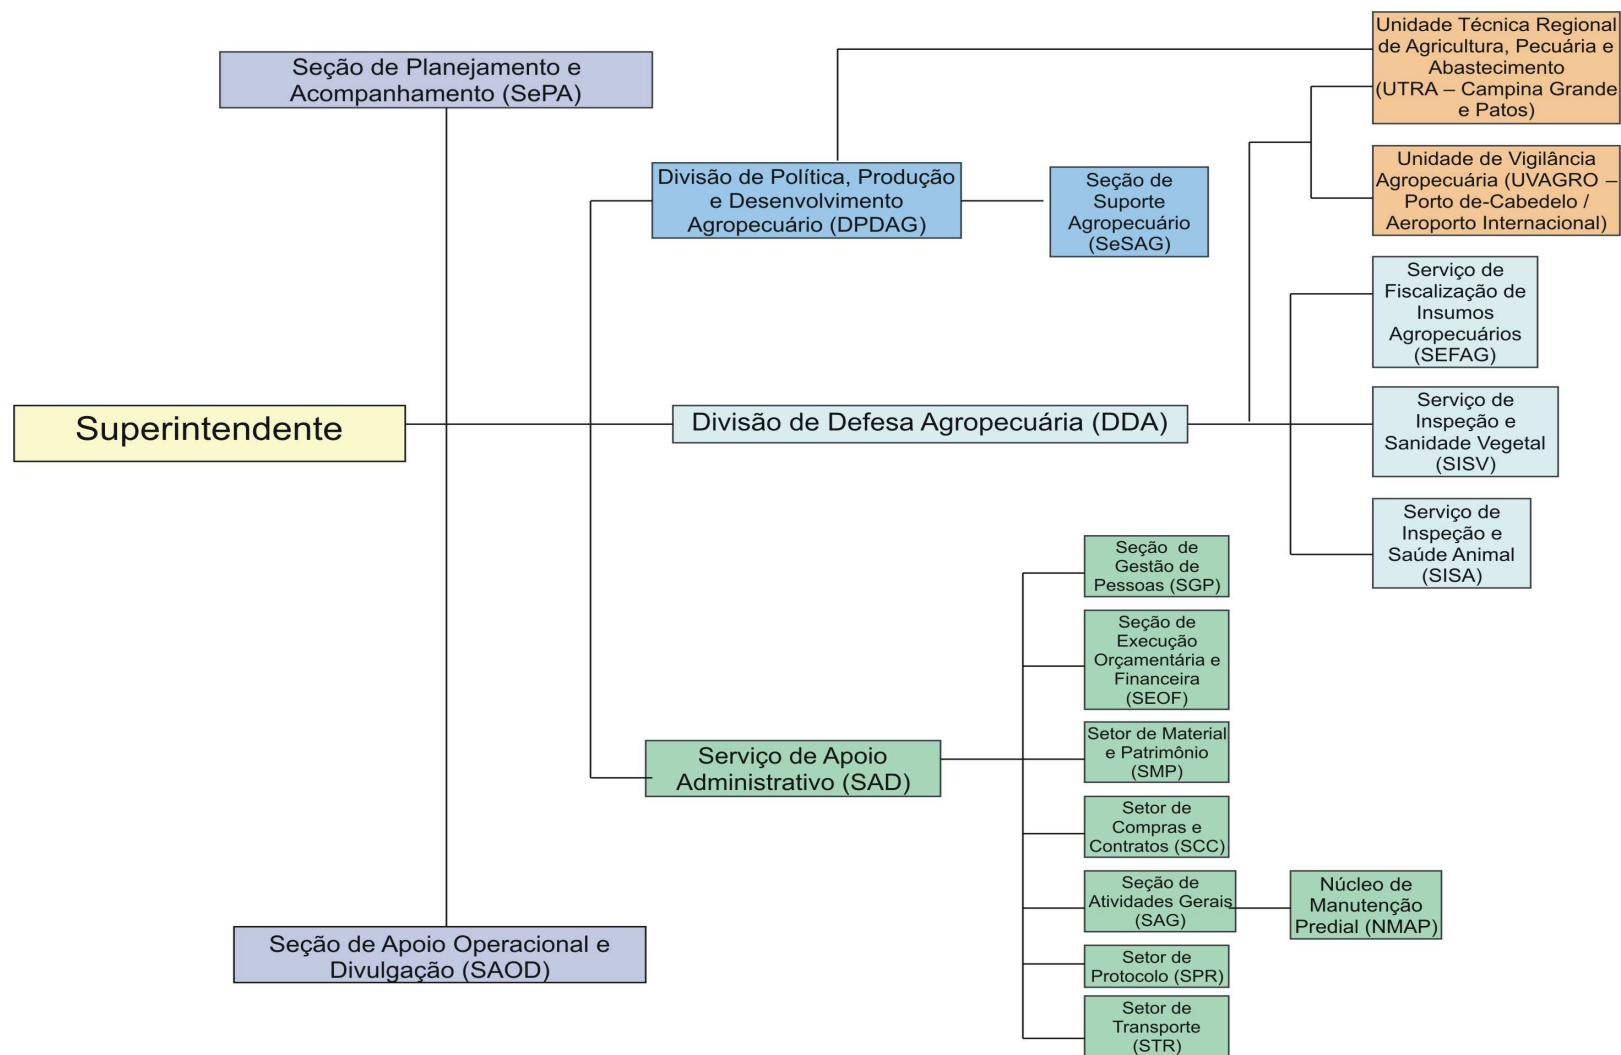 Seção de Planejamento e
Acompanhamento (SePA)
Unidade Técnica Regional
de Agricultura, Pecuária e
Abastecimento
(UTRA – Campina Grande
e Patos)
Unidade de Vigilância
Agropecuária (UVAGRO –
Porto de-Cabedelo /
Aeroporto Internacional)
Divisão de Política, Produção
e Desenvolvimento
Agropecuário (DPDAG)
Seção de
Suporte
Agropecuário
(SeSAG)
Serviço de
Fiscalização de
Insumos
Agropecuários
(SEFAG)
Superintendente
Divisão de Defesa Agropecuária (DDA)
Serviço de
Inspeção e
Sanidade Vegetal
(SISV)
Serviço de
Inspeção e
Saúde Animal
(SISA)
Seção de
Gestão de
Pessoas (SGP)
Seção de
Execução
Orçamentária e
Financeira
(SEOF)
Serviço de Apoio
Administrativo (SAD)
Setor de Material
e Patrimônio
(SMP)
Setor de
Compras e
Contratos (SCC)
Seção de
Atividades Gerais
(SAG)
Núcleo de
Manutenção
Predial (NMAP)
Seção de Apoio Operacional e
Divulgação (SAOD)
Setor de
Protocolo (SPR)
Setor de
Transporte
(STR)